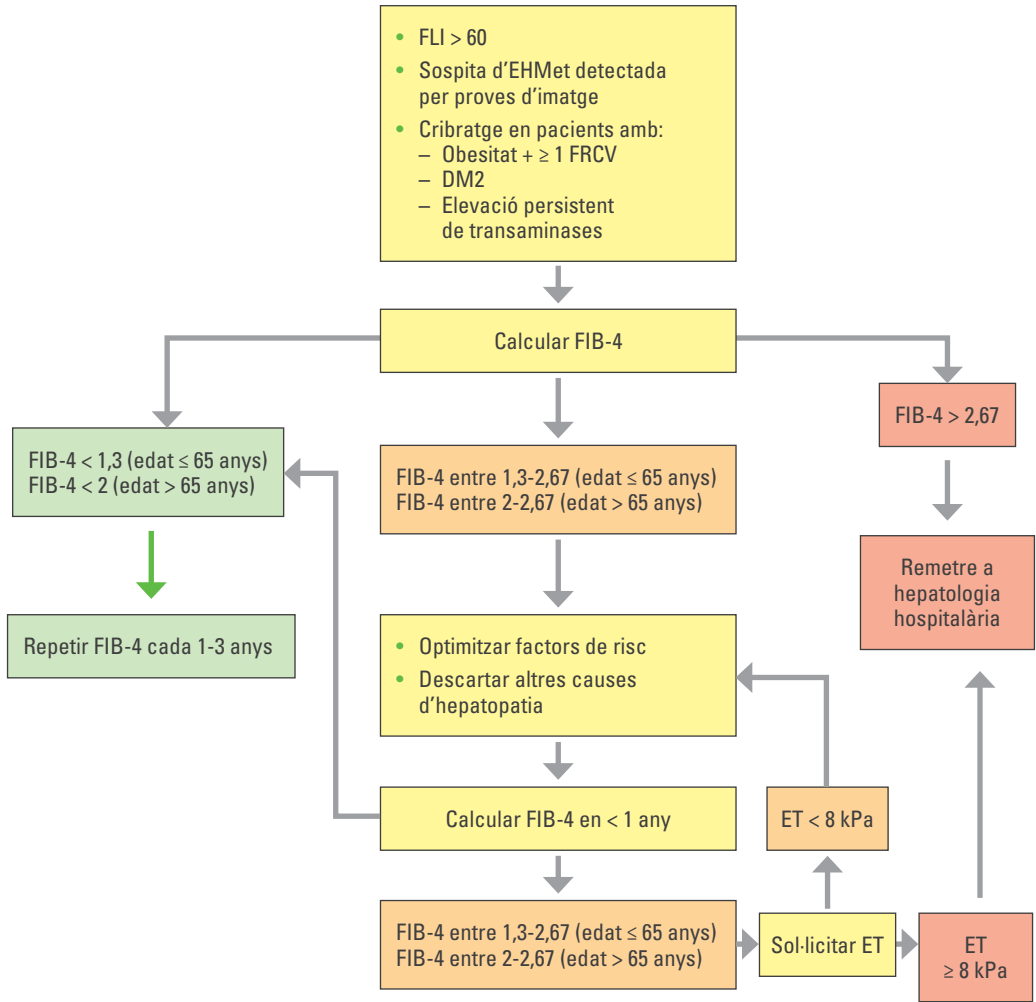 • FLI > 60
• Sospita d'EHMet detectada
per proves d'imatge
• Cribratge en pacients amb:
– Obesitat + ≥ 1 FRCV
– DM2
– Elevació persistent
de transaminases
Calcular FIB-4
FIB-4 > 2,67
FIB-4 < 1,3 (edat ≤ 65 anys)
FIB-4 < 2 (edat > 65 anys)
FIB-4 entre 1,3-2,67 (edat ≤ 65 anys)
FIB-4 entre 2-2,67 (edat > 65 anys)
Remetre a
hepatologia
hospitalària
Repetir FIB-4 cada 1-3 anys
• Optimitzar factors de risc
• Descartar altres causes
d'hepatopatia
Calcular FIB-4 en < 1 any
ET < 8 kPa
FIB-4 entre 1,3-2,67 (edat ≤ 65 anys)
FIB-4 entre 2-2,67 (edat > 65 anys)
Sol·licitar ET
ET
≥ 8 kPa